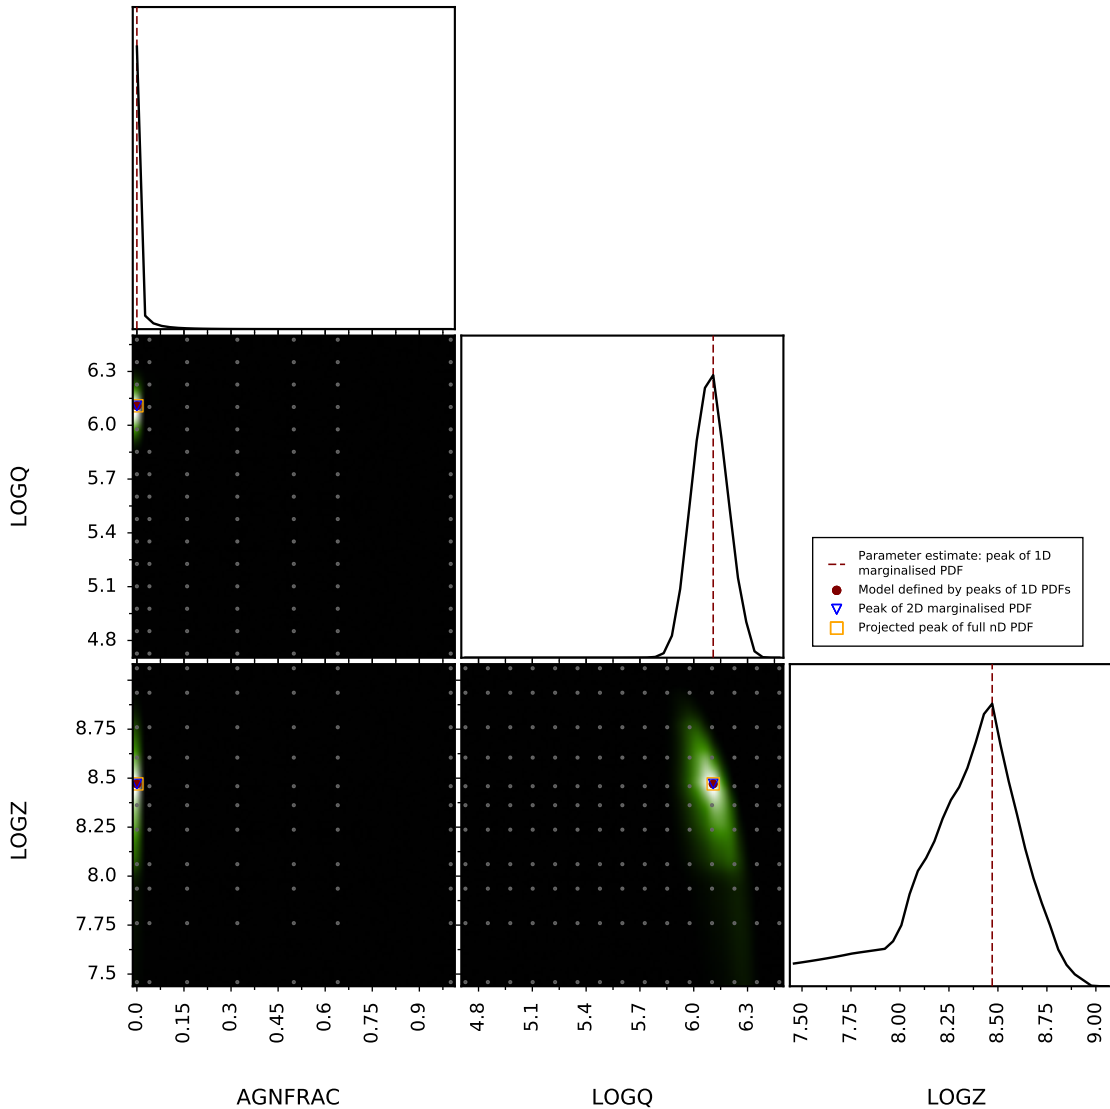 6.3
6.0
5.7
5.4
5.1
4.8
LOGQ
Parameter estimate: peak of 1D
marginalised PDF
Model defined by peaks of 1D PDFs
Peak of 2D marginalised PDF
Projected peak of full nD PDF
8.75
8.5
8.25
8.0
7.75
7.5
LOGZ
0.0 0.15 0.3 0.45 0.6 0.75 0.9
4.8 5.1 5.4 5.7 6.0 6.3
7.50 7.75 8.00 8.25 8.50 8.75 9.00
AGNFRAC LOGQ LOGZ